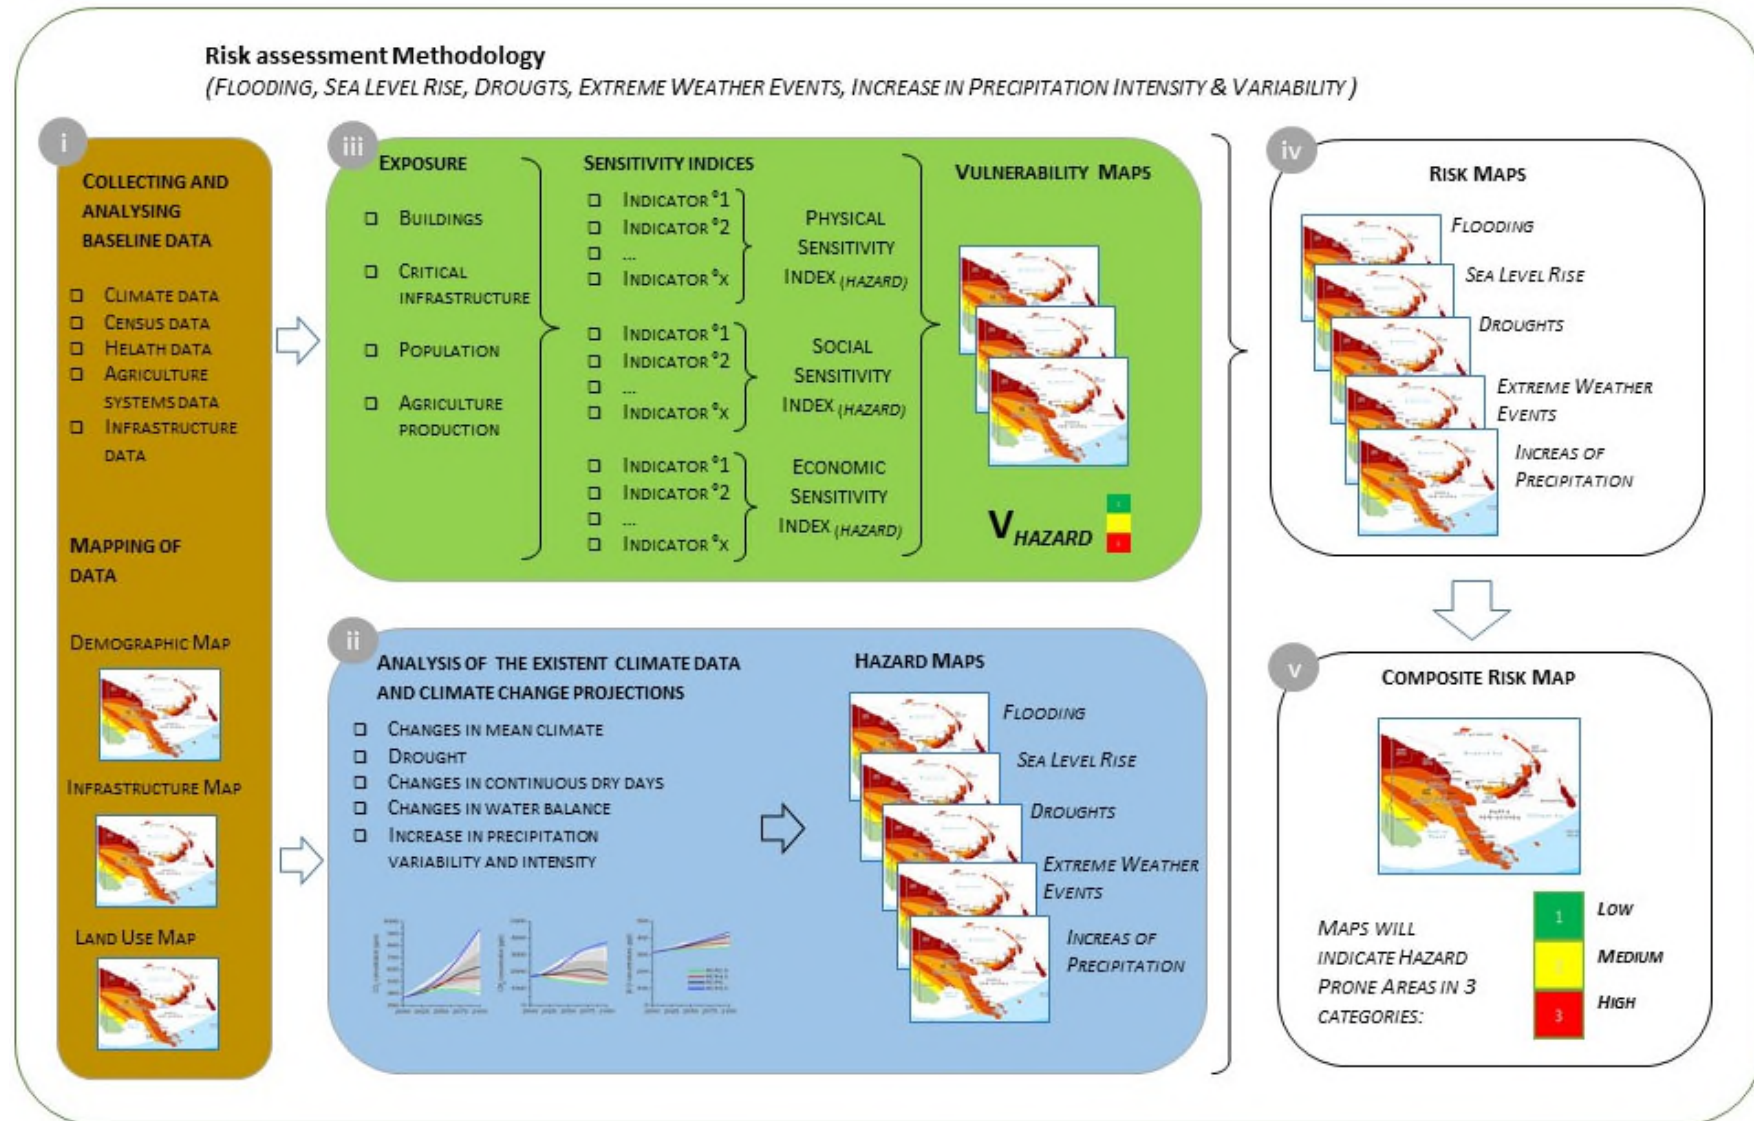 Risk assessment Methodology
(FLOODING, SEA LEVEL RISE, DROUGTS, EXTREME WEATHER EVENTS, INCREASE IN PRECIPITATION INTENSITY & VARIABILITY )
i
COLLECTING AND
ANALYSING
BASELINE DATA
CLIMATE DATA
CENSUS DATA
HELATH DATA
AGRICULTURE
SYSTEMS DATA
INFRASTRUCTURE
DATA
MAPPING OF
DATA
DEMOGRAPHIC MAP
INFRASTRUCTURE MAP
LAND USE MAP
iii
EXPOSURE
BUILDINGS
CRITICAL
INFRASTRUCTURE
POPULATION
AGRICULTURE
PRODUCTION
SENSITIVITY INDICES
INDICATOR °1
INDICATOR °2
...
INDICATOR °X
PHYSICAL
SENSITIVITY
INDEX (HAZARD)
INDICATOR °1
INDICATOR °2
...
INDICATOR °X
SOCIAL
SENSITIVITY
INDEX (HAZARD)
INDICATOR °1
INDICATOR °2
...
INDICATOR °X
ECONOMIC
SENSITIVITY
INDEX (HAZARD)
VULNERABILITY MAPS
V HAZARD
ii
ANALYSIS OF THE EXISTENT CLIMATE DATA
AND CLIMATE CHANGE PROJECTIONS
CHANGES IN MEAN CLIMATE
DROUGHT
CHANGES IN CONTINUOUS DRY DAYS
CHANGES IN WATER BALANCE
INCREASE IN PRECIPITATION
VARIABILITY AND INTENSITY
2000 2025 2050 2075 2100
HAZARD MAPS
FLOODING
SEA LEVEL RISE
DROUGHTS
EXTREME WEATHER
EVENTS
INCREAS OF
PRECIPITATION
iv
RISK MAPS
FLOODING
SEA LEVEL RISE
DROUGHTS
EXTREME WEATHER
EVENTS
INCREAS OF
PRECIPITATION
v
COMPOSITE RISK MAP
MAPS WILL
INDICATE HAZARD
PRONE AREAS IN 3
CATEGORIES:
1 LOW
2 MEDIUM
3 HIGH